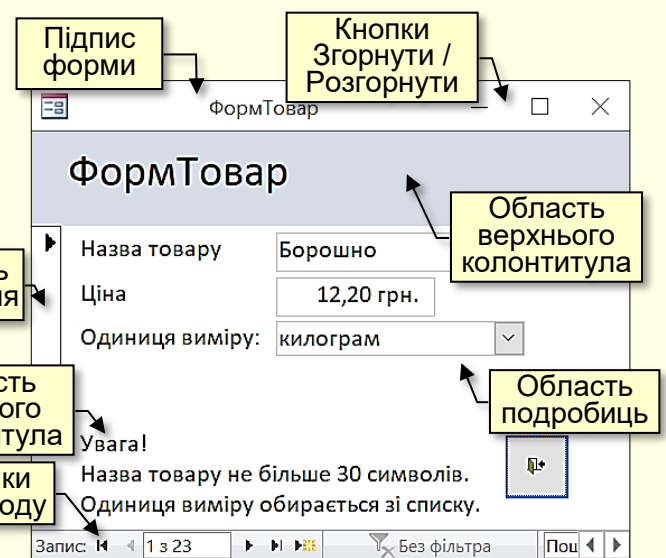 Підпис
форми
Кнопки
Згорнути /
Розгорнути
ФормТовар
ФормТовар
Область
верхнього
колонтитула
Назва товару Борошно
Ціна 12,20 грн.
Одиниця виміру: килограм
Область
подробиць
Увага!
Назва товару не більше 30 символів.
Одиниця виміру обирається зі списку.
Запис: 1 з 23 Без фільтра